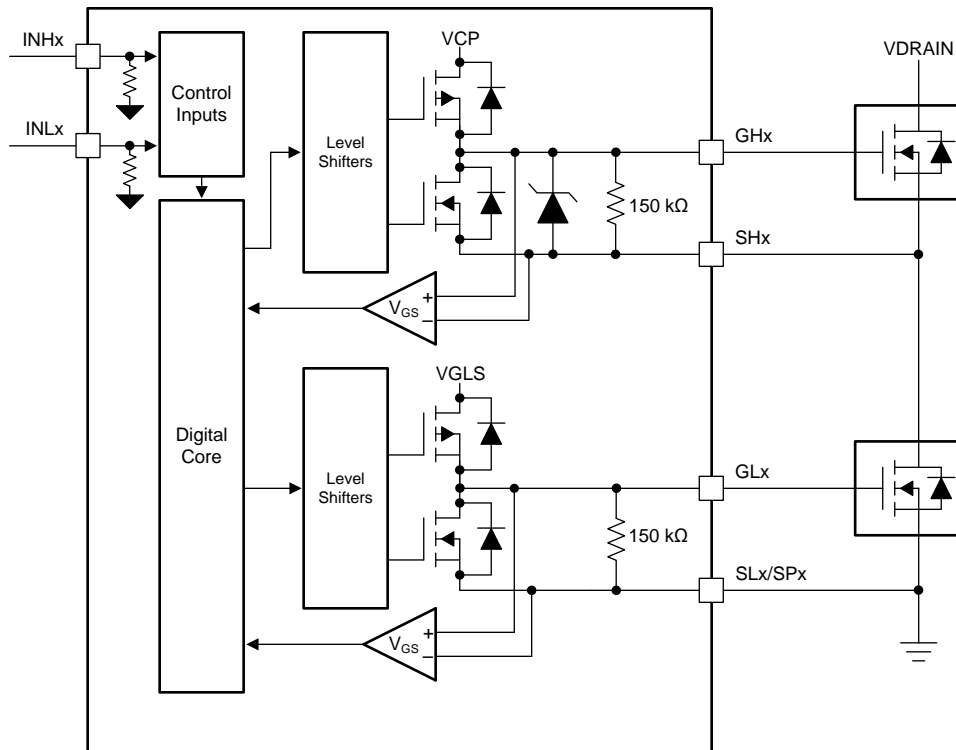 INHx
INLx
Control
Inputs
Level
Shifters
VCP
VDRAIN
GHx
150 kΩ
SHx
+
VGS
−
Digital
Core
Level
Shifters
VGLS
GLx
150 kΩ
SLx/SPx
+
VGS
−